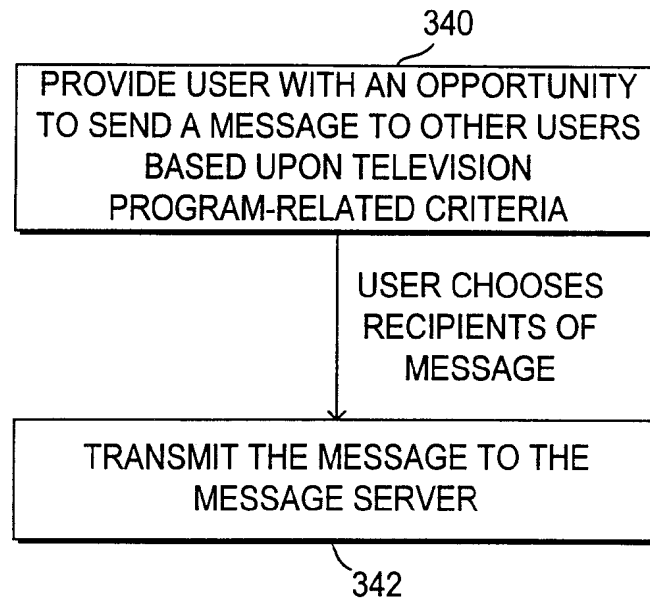 340
PROVIDE USER WITH AN OPPORTUNITY
TO SEND A MESSAGE TO OTHER USERS
BASED UPON TELEVISION
PROGRAM-RELATED CRITERIA
USER CHOOSES
RECIPIENTS OF
MESSAGE
TRANSMIT THE MESSAGE TO THE
MESSAGE SERVER
342